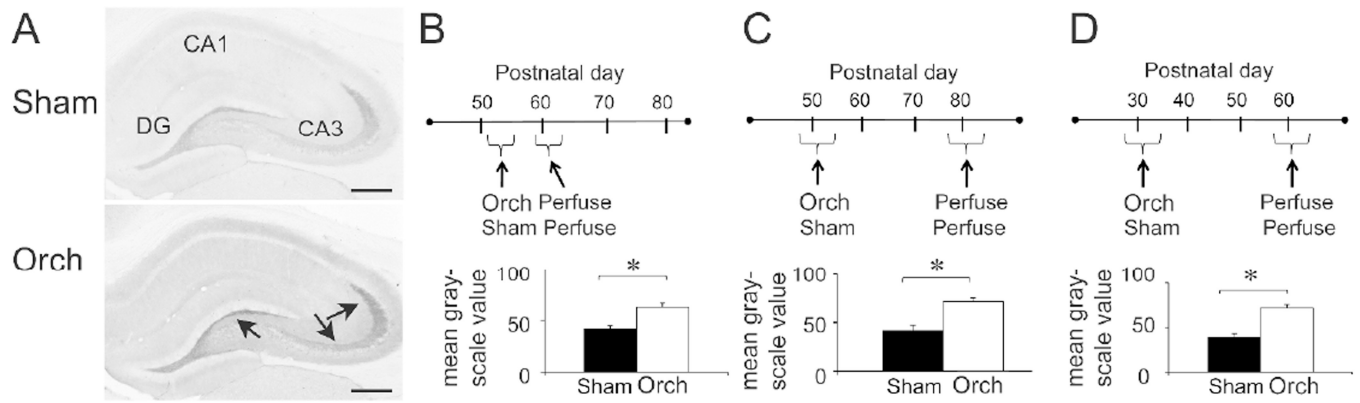 A
Sham
CA1
DG
CA3
Orch
B
Postnatal day
50 60 70 80
Orch Perfuse
Sham Perfuse
mean gray-
scale value
100
50
0
*
Sham Orch
C
Postnatal day
50 60 70 80
Orch Perfuse
Sham Perfuse
mean gray-
scale value
100
50
0
*
Sham Orch
D
Postnatal day
30 40 50 60
Orch Perfuse
Sham Perfuse
mean gray-
scale value
100
50
0
*
Sham Orch